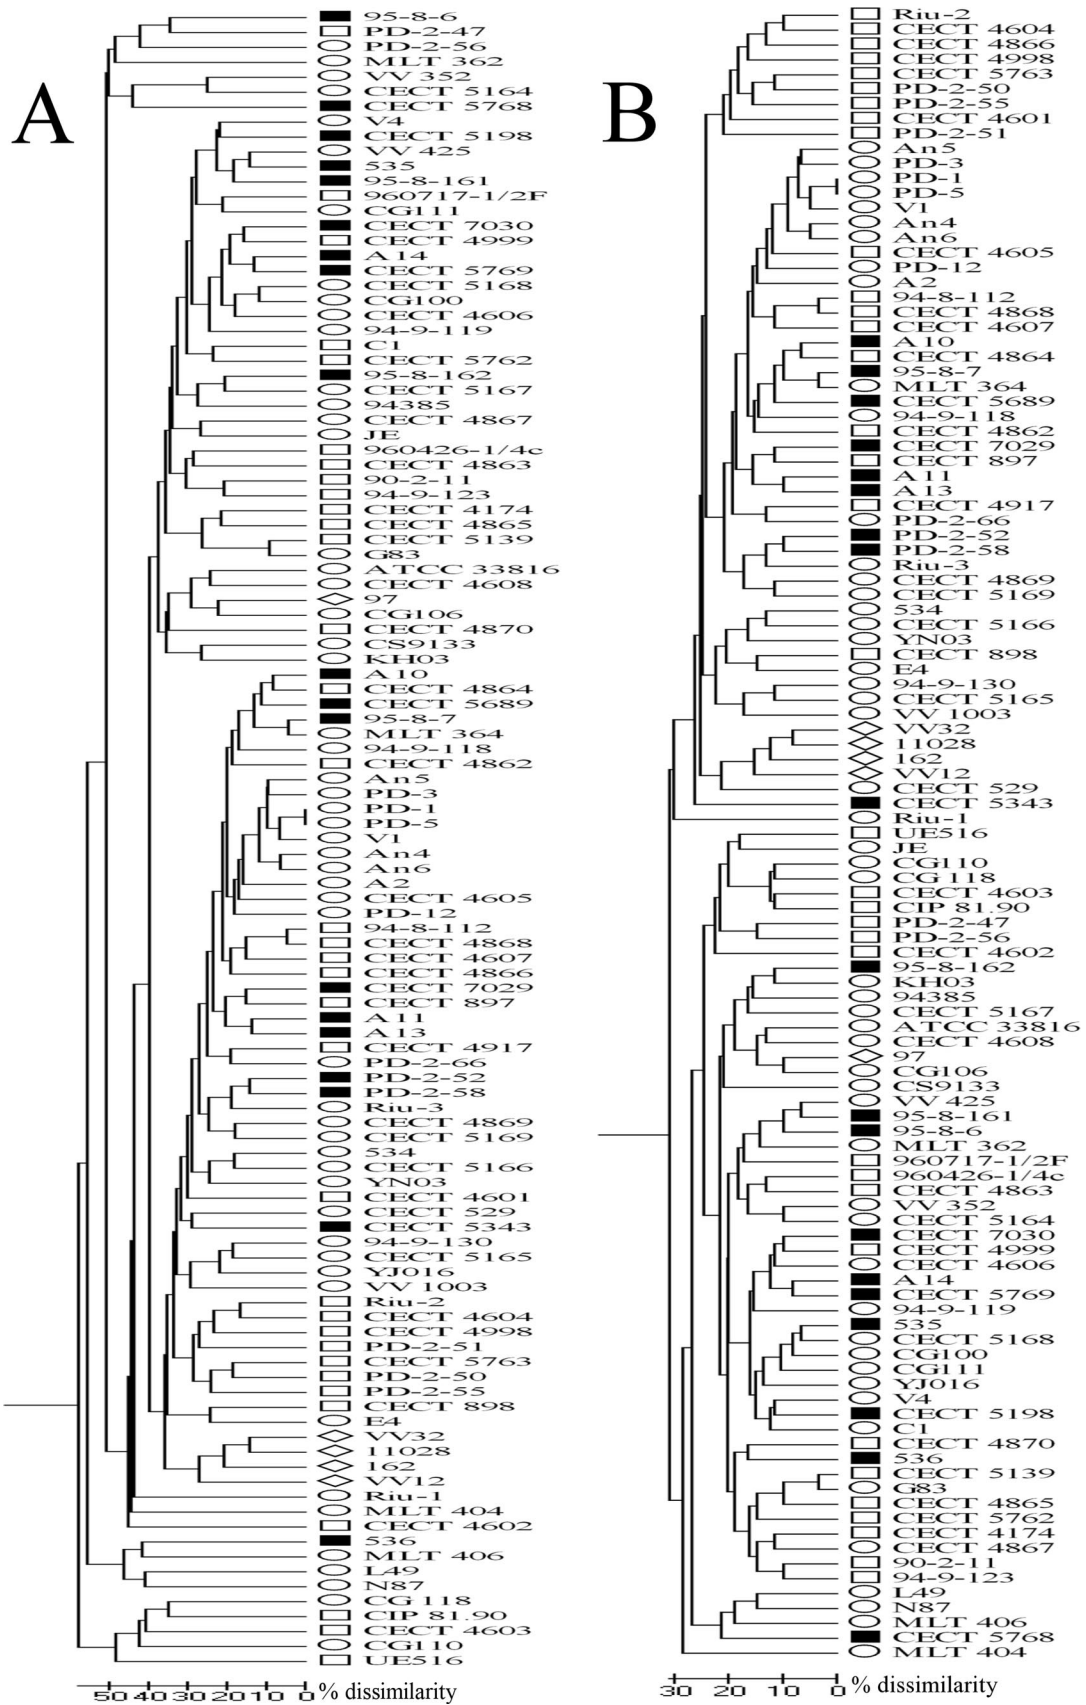 A
95-8-6
PD-2-47
PD-2-56
MLT 362
VV 352
CECT 5164
CECT 5768
V4
CECT 5198
VV 425
535
95-8-161
960717-1/2F
CG111
CECT 7030
CECT 4999
A14
CECT 5769
CECT 5168
CG100
CECT 4606
94-9-119
C1
CECT 5762
95-8-162
CECT 5167
94385
CECT 4867
JE
960426-1/4c
CECT 4863
90-2-11
94-9-123
CECT 4174
CECT 4865
CECT 5139
G83
ATCC 33816
CECT 4608
97
CG106
CECT 4870
CS9133
KH03
A10
CECT 4864
CECT 5689
95-8-7
MLT 364
94-9-118
CECT 4862
An5
PD-3
PD-1
PD-5
V1
An4
An6
A2
CECT 4605
PD-12
94-8-112
CECT 4868
CECT 4607
CECT 4866
CECT 7029
CECT 897
A11
A13
CECT 4917
PD-2-66
PD-2-52
PD-2-58
Riu-3
CECT 4869
CECT 5169
534
CECT 5166
YN03
CECT 4601
CECT 529
CECT 5343
94-9-130
CECT 5165
YJ016
VV 1003
Riu-2
CECT 4604
CECT 4998
PD-2-51
CECT 5763
PD-2-50
PD-2-55
CECT 898
E4
VV32
11028
162
VV12
Riu-1
MLT 404
CECT 4602
536
MLT 406
L49
N87
CG 118
CIP 81.90
CECT 4603
CG110
UE516
50 40 30 20 10 0 % dissimilarity
B
Riu-2
CECT 4604
CECT 4866
CECT 4998
CECT 5763
PD-2-50
PD-2-55
CECT 4601
PD-2-51
An5
PD-3
PD-1
PD-5
V1
An4
An6
CECT 4605
PD-12
A2
94-8-112
CECT 4868
CECT 4607
A10
CECT 4864
95-8-7
MLT 364
CECT 5689
94-9-118
CECT 4862
CECT 7029
CECT 897
A11
A13
CECT 4917
PD-2-66
PD-2-52
PD-2-58
Riu-3
CECT 4869
CECT 5169
534
CECT 5166
YN03
CECT 898
E4
94-9-130
CECT 5165
VV 1003
VV32
11028
162
VV12
CECT 529
CECT 5343
Riu-1
UE516
JE
CG110
CG 118
CECT 4603
CIP 81.90
PD-2-47
PD-2-56
CECT 4602
95-8-162
KH03
94385
CECT 5167
ATCC 33816
CECT 4608
97
CG106
CS9133
VV 425
95-8-161
95-8-6
MLT 362
960717-1/2F
960426-1/4c
CECT 4863
VV 352
CECT 5164
CECT 7030
CECT 4999
CECT 4606
A14
CECT 5769
94-9-119
535
CECT 5168
CG100
CG111
YJ016
V4
CECT 5198
C1
CECT 4870
536
CECT 5139
G83
CECT 4865
CECT 5762
CECT 4174
CECT 4867
90-2-11
94-9-123
L49
N87
MLT 406
CECT 5768
MLT 404
30 20 10 0 % dissimilarity